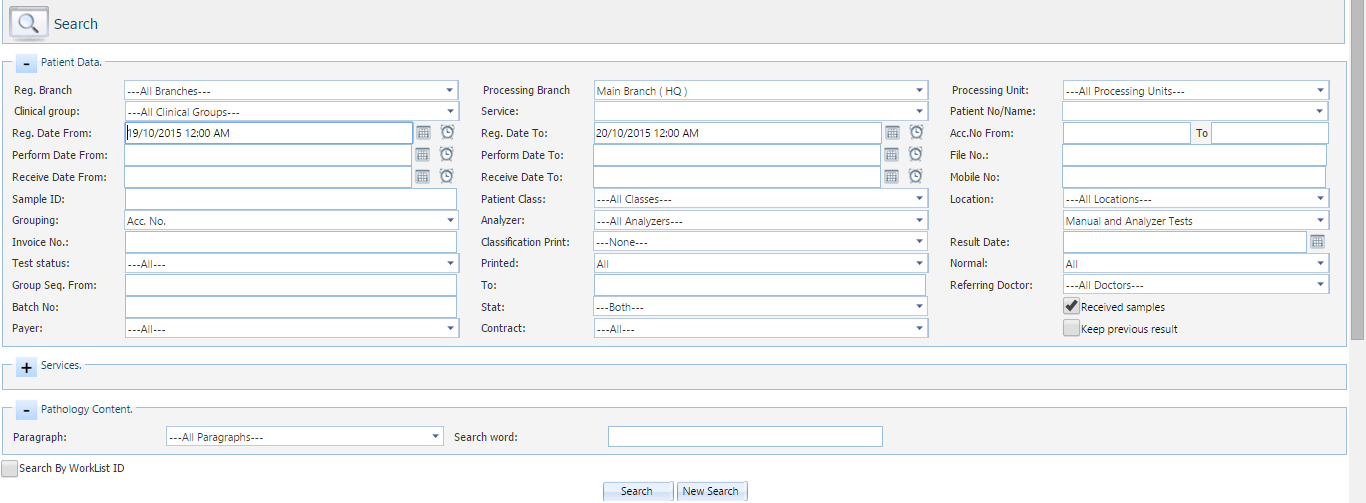 Search
- Patient Data.
Reg. Branch ---All Branches--- Processing Branch Main Branch ( HQ ) Processing Unit: ---All Processing Units---
Clinical group: ---All Clinical Groups--- Service: Patient No/Name:
Reg. Date From: 19/10/2015 12:00 AM Reg. Date To: 20/10/2015 12:00 AM Acc.No From: To
Perform Date From: Perform Date To: File No.:
Receive Date From: Receive Date To: Mobile No:
Sample ID: Patient Class: ---All Classes--- Location: ---All Locations---
Grouping: Acc. No. Analyzer: ---All Analyzers--- Manual and Analyzer Tests
Invoice No.: Classification Print: ---None--- Result Date:
Test status: ---All--- Printed: All Normal: All
Group Seq. From: To: Referring Doctor: ---All Doctors---
Batch No: Stat: ---Both--- Received samples
Payer: ---All--- Contract: ---All--- Keep previous result
+ Services.
- Pathology Content.
Paragraph: ---All Paragraphs--- Search word:
Search By WorkList ID
Search New Search